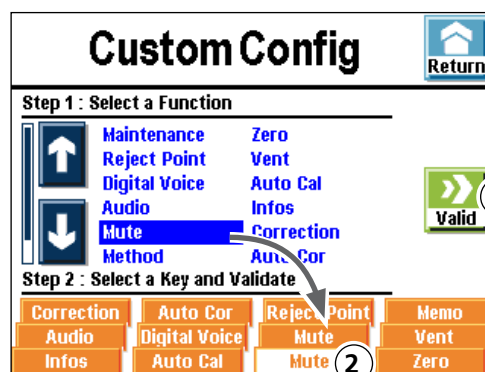 Custom Config
Return
Step 1 : Select a Function
Maintenance Zero
Reject Point Vent
Digital Voice Auto Cal
Audio Infos
Mute Correction
Valid
Method Auto Cor
Step 2 : Select a Key and Validate
Correction Auto Cor Reject Point Memo
Audio Digital Voice Mute Vent
Infos Auto Cal Mute 2 Zero